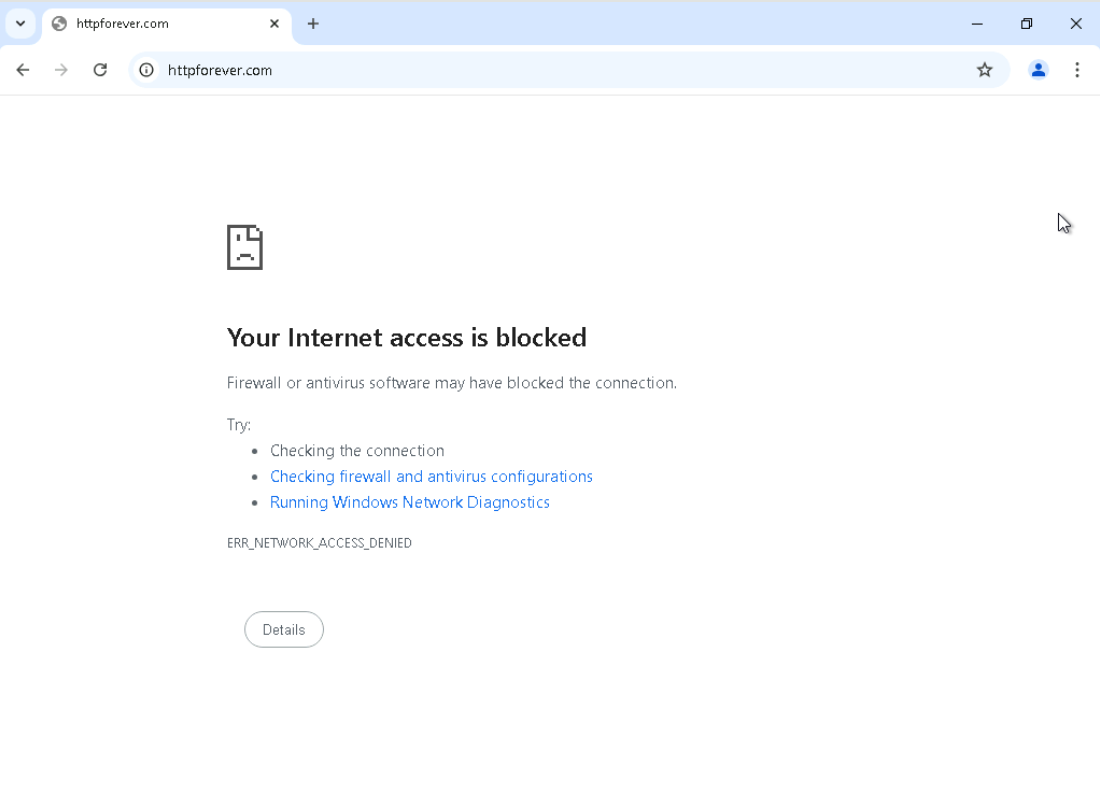 httpforever.com
httpforever.com
Your Internet access is blocked
Firewall or antivirus software may have blocked the connection.
Try:
Checking the connection
Checking firewall and antivirus configurations
Running Windows Network Diagnostics
ERR_NETWORK_ACCESS_DENIED
Details